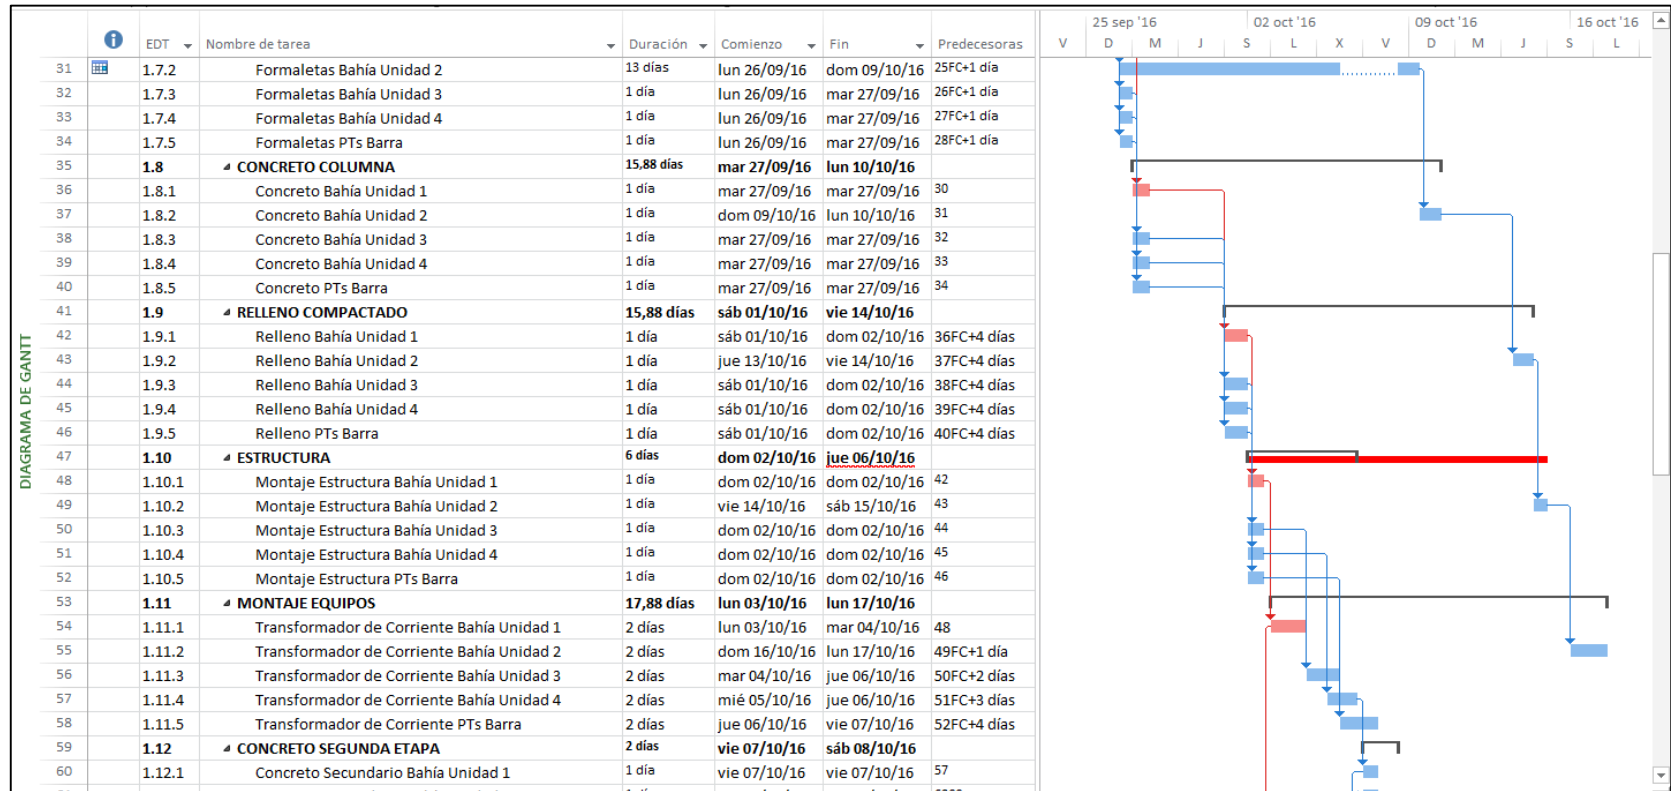 25 sep '16 02 oct '16 09 oct '16 16 oct '16
EDT Nombre de tarea Duración Comienzo Fin Predecesoras V D M J S L X V D M J S L
31 1.7.2 Formaletas Bahía Unidad 2 13 días lun 26/09/16 dom 09/10/16 25FC+1 día
32 1.7.3 Formaletas Bahía Unidad 3 1 día lun 26/09/16 mar 27/09/16 26FC+1 día
33 1.7.4 Formaletas Bahía Unidad 4 1 día lun 26/09/16 mar 27/09/16 27FC+1 día
34 1.7.5 Formaletas PTs Barra 1 día lun 26/09/16 mar 27/09/16 28FC+1 día
35 1.8 CONCRETO COLUMNA 15,88 días mar 27/09/16 lun 10/10/16
36 1.8.1 Concreto Bahía Unidad 1 1 día mar 27/09/16 mar 27/09/16 30
37 1.8.2 Concreto Bahía Unidad 2 1 día dom 09/10/16 lun 10/10/16 31
38 1.8.3 Concreto Bahía Unidad 3 1 día mar 27/09/16 mar 27/09/16 32
39 1.8.4 Concreto Bahía Unidad 4 1 día mar 27/09/16 mar 27/09/16 33
40 1.8.5 Concreto PTs Barra 1 día mar 27/09/16 mar 27/09/16 34
41 1.9 RELLENO COMPACTADO 15,88 días sáb 01/10/16 vie 14/10/16
42 1.9.1 Relleno Bahía Unidad 1 1 día sáb 01/10/16 dom 02/10/16 36FC+4 días
43 1.9.2 Relleno Bahía Unidad 2 1 día jue 13/10/16 vie 14/10/16 37FC+4 días
44 1.9.3 Relleno Bahía Unidad 3 1 día sáb 01/10/16 dom 02/10/16 38FC+4 días
45 1.9.4 Relleno Bahía Unidad 4 1 día sáb 01/10/16 dom 02/10/16 39FC+4 días
46 1.9.5 Relleno PTs Barra 1 día sáb 01/10/16 dom 02/10/16 40FC+4 días
47 1.10 ESTRUCTURA 6 días dom 02/10/16 jue 06/10/16
48 1.10.1 Montaje Estructura Bahía Unidad 1 1 día dom 02/10/16 dom 02/10/16 42
49 1.10.2 Montaje Estructura Bahía Unidad 2 1 día vie 14/10/16 sáb 15/10/16 43
50 1.10.3 Montaje Estructura Bahía Unidad 3 1 día dom 02/10/16 dom 02/10/16 44
51 1.10.4 Montaje Estructura Bahía Unidad 4 1 día dom 02/10/16 dom 02/10/16 45
52 1.10.5 Montaje Estructura PTs Barra 1 día dom 02/10/16 dom 02/10/16 46
53 1.11 MONTAJE EQUIPOS 17,88 días lun 03/10/16 lun 17/10/16
54 1.11.1 Transformador de Corriente Bahía Unidad 1 2 días lun 03/10/16 mar 04/10/16 48
55 1.11.2 Transformador de Corriente Bahía Unidad 2 2 días dom 16/10/16 lun 17/10/16 49FC+1 día
56 1.11.3 Transformador de Corriente Bahía Unidad 3 2 días mar 04/10/16 jue 06/10/16 50FC+2 días
57 1.11.4 Transformador de Corriente Bahía Unidad 4 2 días mié 05/10/16 jue 06/10/16 51FC+3 días
58 1.11.5 Transformador de Corriente PTs Barra 2 días jue 06/10/16 vie 07/10/16 52FC+4 días
59 1.12 CONCRETO SEGUNDA ETAPA 2 días vie 07/10/16 sáb 08/10/16
60 1.12.1 Concreto Secundario Bahía Unidad 1 1 día vie 07/10/16 vie 07/10/16 57
DIAGRAMA DE GANTT